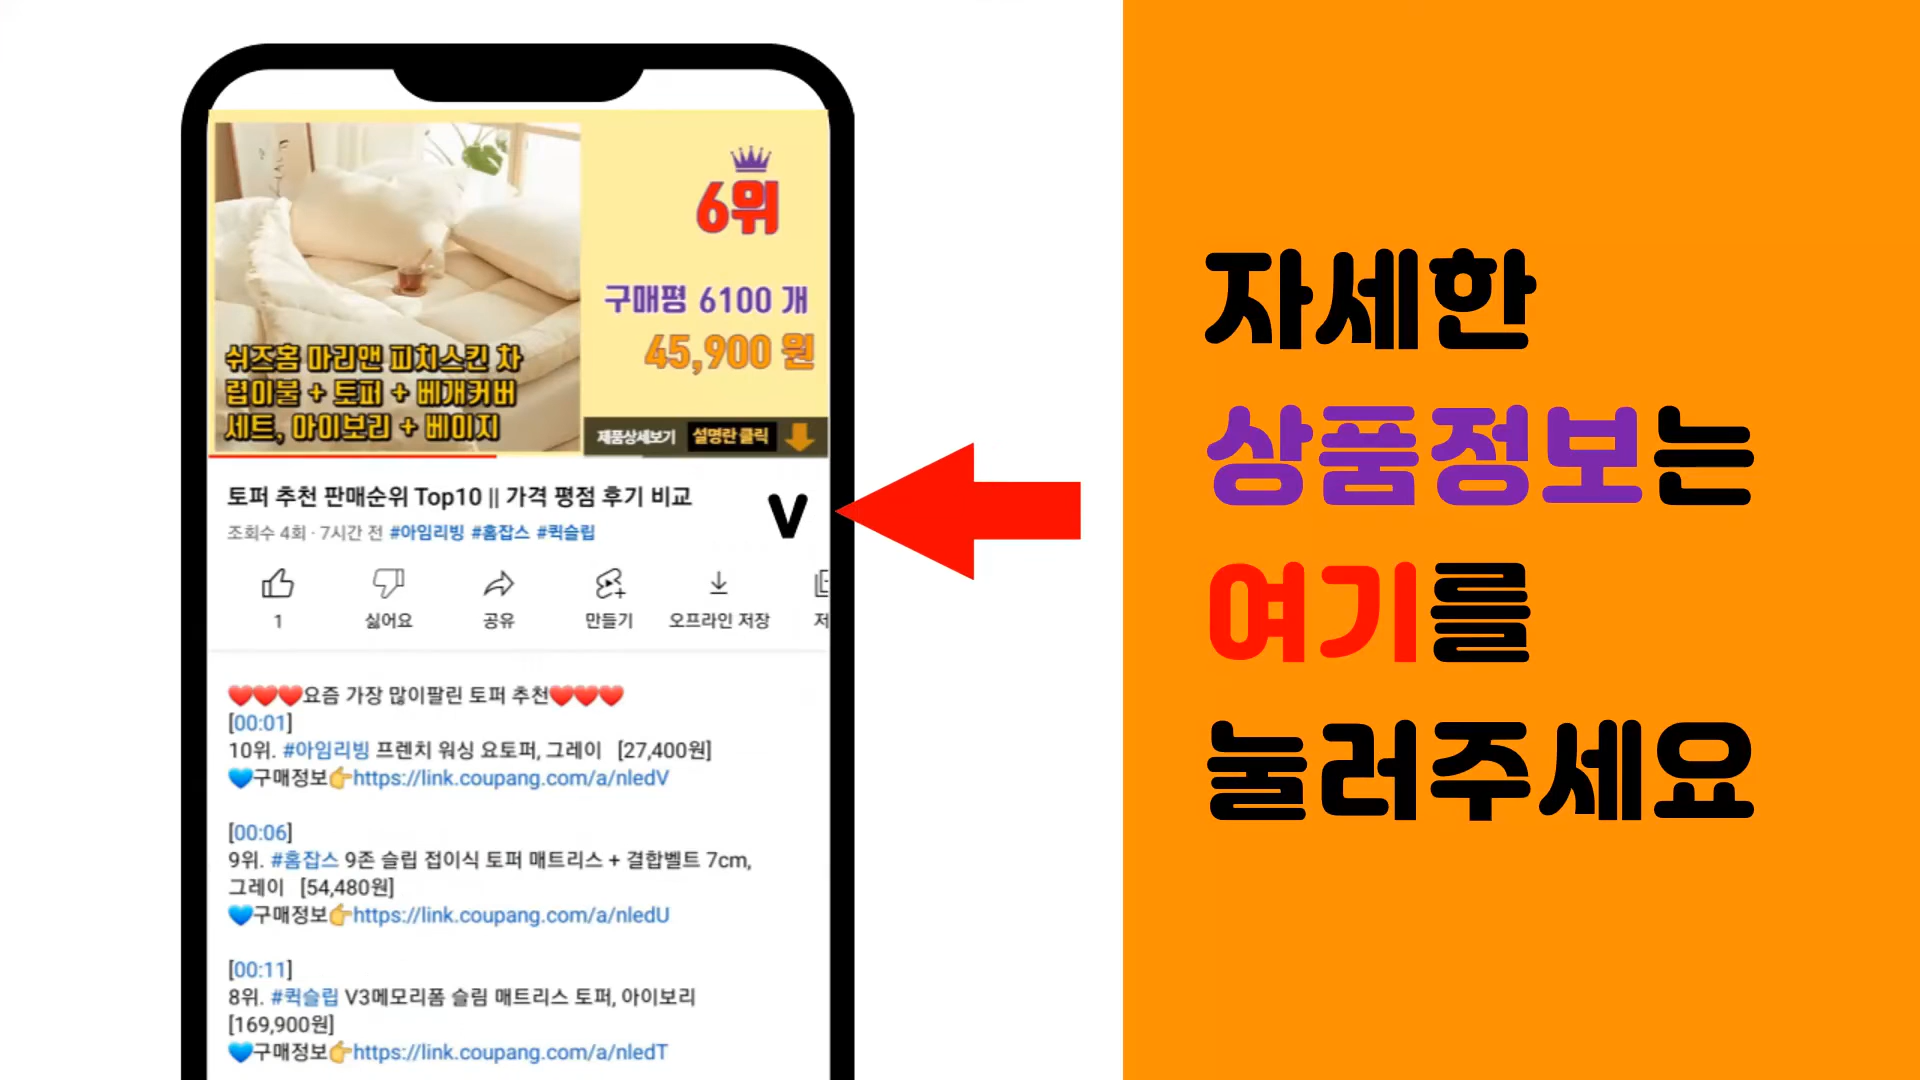 6위
구매평 6100 개
45,900 원
쉬즈홈 마리앤 피치스킨 차
렵이불 + 토퍼 + 베개커버
세트, 아이보리 + 베이지
제품상세보기 설명란 클릭
토퍼 추천 판매순위 Top10 || 가격 평점 후기 비교
V
조회수 4회 · 7시간 전 #아임리빙 #홈잡스 #퀵슬립
1 싫어요 공유 만들기 오프라인 저장 저
❤️❤️❤️요즘 가장 많이팔린 토퍼 추천❤️❤️❤️
[00:01]
10위. #아임리빙 프렌치 워싱 요토퍼, 그레이 [27,400원]
💙구매정보👉https://link.coupang.com/a/nledV
[00:06]
9위. #홈잡스 9존 슬립 접이식 토퍼 매트리스 + 결합벨트 7cm,
그레이 [54,480원]
💙구매정보👉https://link.coupang.com/a/nledU
[00:11]
8위. #퀵슬립 V3메모리폼 슬림 매트리스 토퍼, 아이보리
[169,900원]
💙구매정보👉https://link.coupang.com/a/nledT
자세한
상품정보는
여기를
눌러주세요